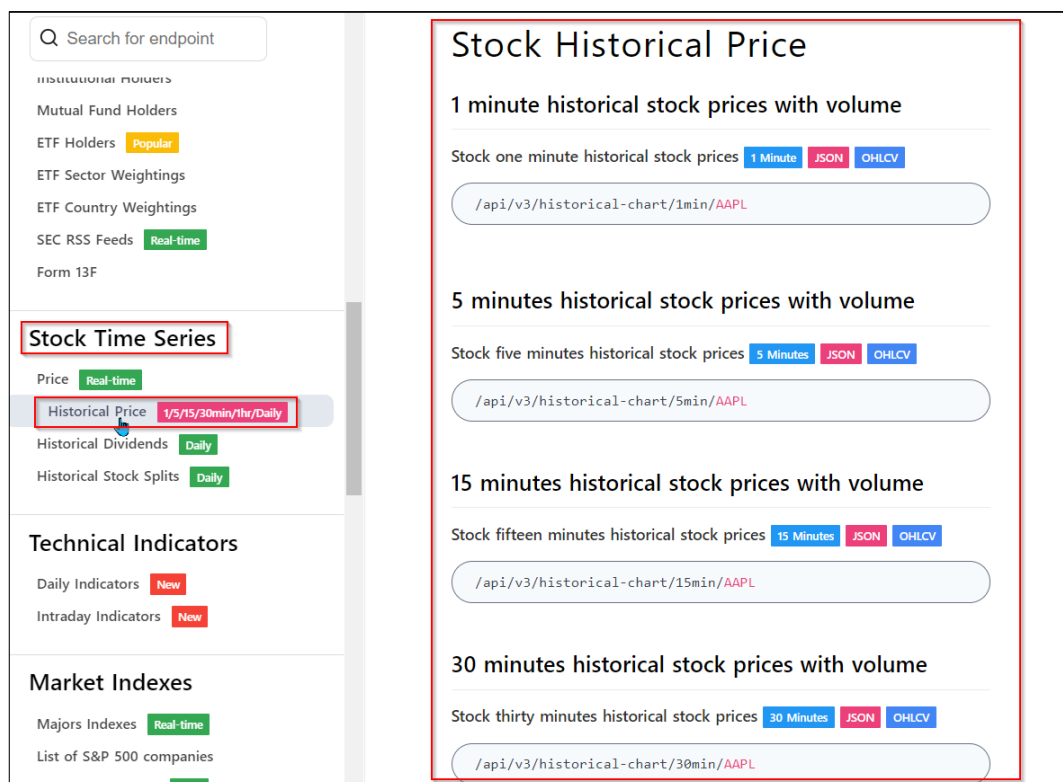 Search for endpoint
Institutional Holders
Mutual Fund Holders
ETF Holders Popular
ETF Sector Weightings
ETF Country Weightings
SEC RSS Feeds Real-time
Form 13F
Stock Time Series
Price Real-time
Historical Price 1/5/15/30min/1hr/Daily
Historical Dividends Daily
Historical Stock Splits Daily
Technical Indicators
Daily Indicators New
Intraday Indicators New
Market Indexes
Majors Indexes Real-time
List of S&P 500 companies
Stock Historical Price
1 minute historical stock prices with volume
Stock one minute historical stock prices 1 Minute JSON OHLCV
/api/v3/historical-chart/1min/AAPL
5 minutes historical stock prices with volume
Stock five minutes historical stock prices 5 Minutes JSON OHLCV
/api/v3/historical-chart/5min/AAPL
15 minutes historical stock prices with volume
Stock fifteen minutes historical stock prices 15 Minutes JSON OHLCV
/api/v3/historical-chart/15min/AAPL
30 minutes historical stock prices with volume
Stock thirty minutes historical stock prices 30 Minutes JSON OHLCV
/api/v3/historical-chart/30min/AAPL